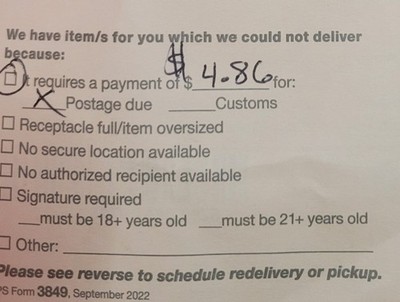 We have item/s for you which we could not deliver
because:
It requires a payment of $ $ 4.86 for:
X Postage due ____ Customs
Receptacle full/item oversized
No secure location available
No authorized recipient available
Signature required
__must be 18+ years old __must be 21+ years old
Other:
Please see reverse to schedule redelivery or pickup.
PS Form 3849, September 2022